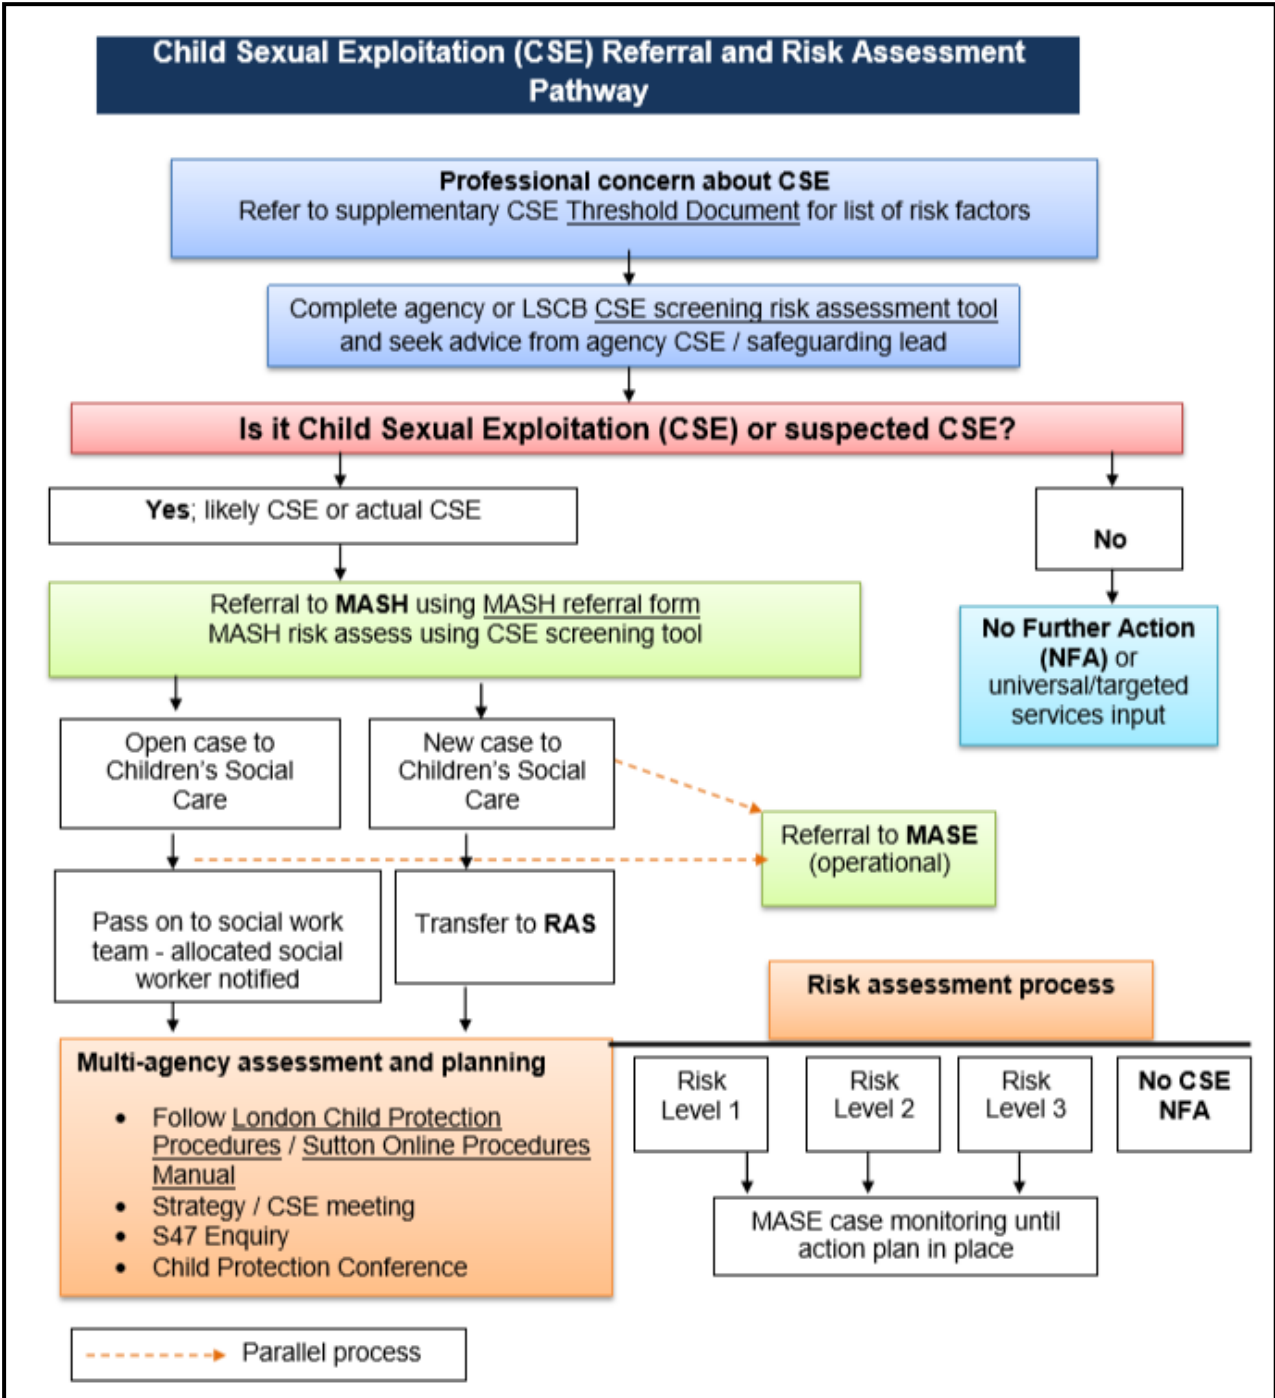 Child Sexual Exploitation (CSE) Referral and Risk Assessment
Pathway
Professional concern about CSE
Refer to supplementary CSE Threshold Document for list of risk factors
Complete agency or LSCB CSE screening risk assessment tool
and seek advice from agency CSE / safeguarding lead
Is it Child Sexual Exploitation (CSE) or suspected CSE?
Yes; likely CSE or actual CSE
No
Referral to MASH using MASH referral form
MASH risk assess using CSE screening tool
No Further Action
(NFA) or
universal/targeted
services input
Open case to
Children's Social
Care
New case to
Children's Social
Care
Referral to MASE
(operational)
Pass on to social work
team - allocated social
worker notified
Transfer to RAS
Risk assessment process
Multi-agency assessment and planning
• Follow London Child Protection
Procedures / Sutton Online Procedures
Manual
• Strategy / CSE meeting
• S47 Enquiry
• Child Protection Conference
Risk
Level 1
Risk
Level 2
Risk
Level 3
No CSE
NFA
MASE case monitoring until
action plan in place
Parallel process